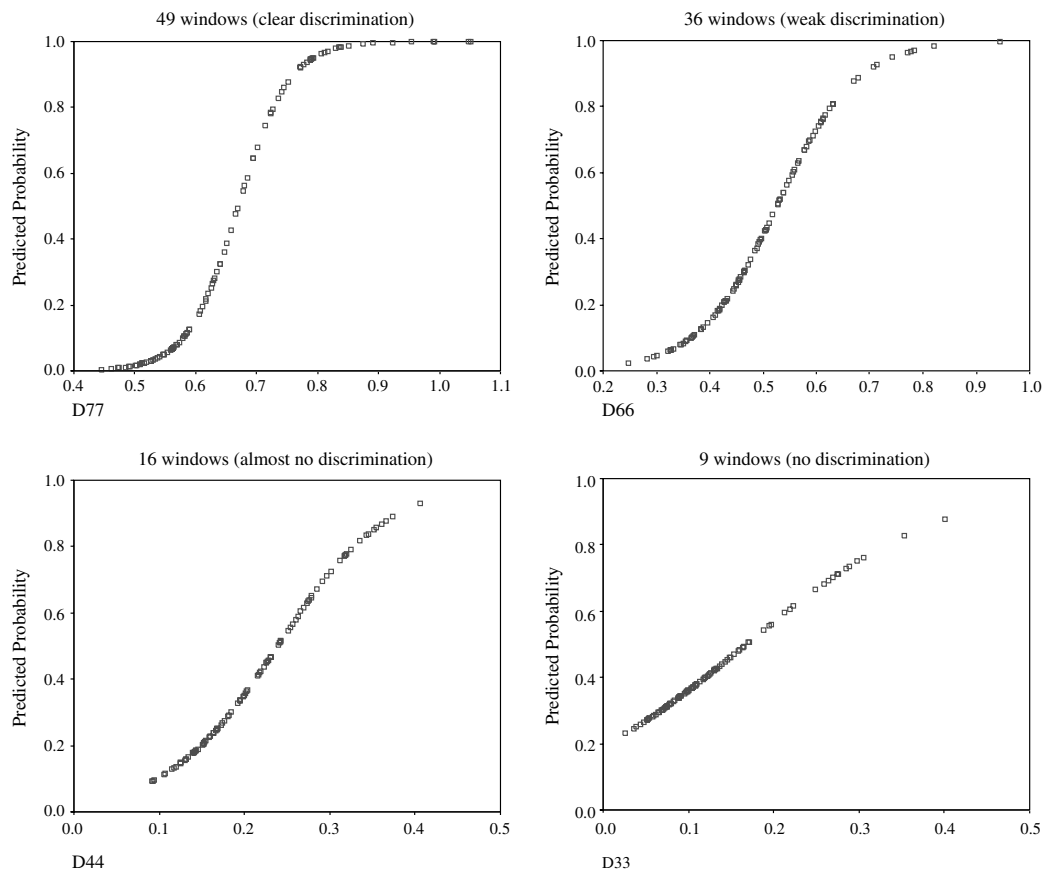 49 windows (clear discrimination)
36 windows (weak discrimination)
Predicted Probability
1.0
0.8
0.6
0.4
0.2
0.0
0.4 0.5 0.6 0.7 0.8 0.9 1.0 1.1
D77
Predicted Probability
1.0
0.8
0.6
0.4
0.2
0.0
0.2 0.3 0.4 0.5 0.6 0.7 0.8 0.9 1.0
D66
16 windows (almost no discrimination)
9 windows (no discrimination)
Predicted Probability
1.0
0.8
0.6
0.4
0.2
0.0
0.0 0.1 0.2 0.3 0.4 0.5
D44
Predicted Probability
1.0
0.8
0.6
0.4
0.2
0.0
0.0 0.1 0.2 0.3 0.4 0.5
D33